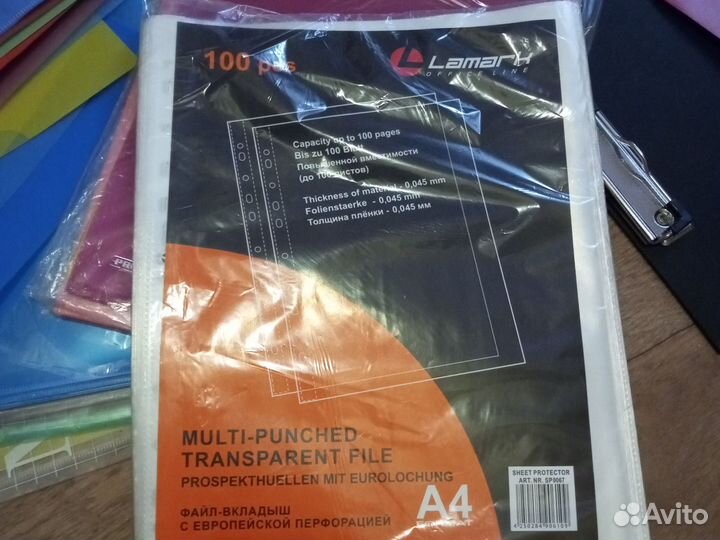 100 pcs
Lamark
OFFICE LINE
Capacity up to 100 pages
Bis zu 100 Blatt
Повышенной вместимости
(до 100 листов)
Thickness of material - 0,045 mm
Folienstaerke - 0,045 mm
Толщина плёнки - 0,045 мм
MULTI-PUNCHED
TRANSPARENT FILE
PROSPEKTHUELLEN MIT EUROLOCHUNG
ФАЙЛ-ВКЛАДЫШ
С ЕВРОПЕЙСКОЙ ПЕРФОРАЦИЕЙ
A4
FORMAT
SHEET PROTECTOR
ART. NR. SP0067
4250284906109
Avito